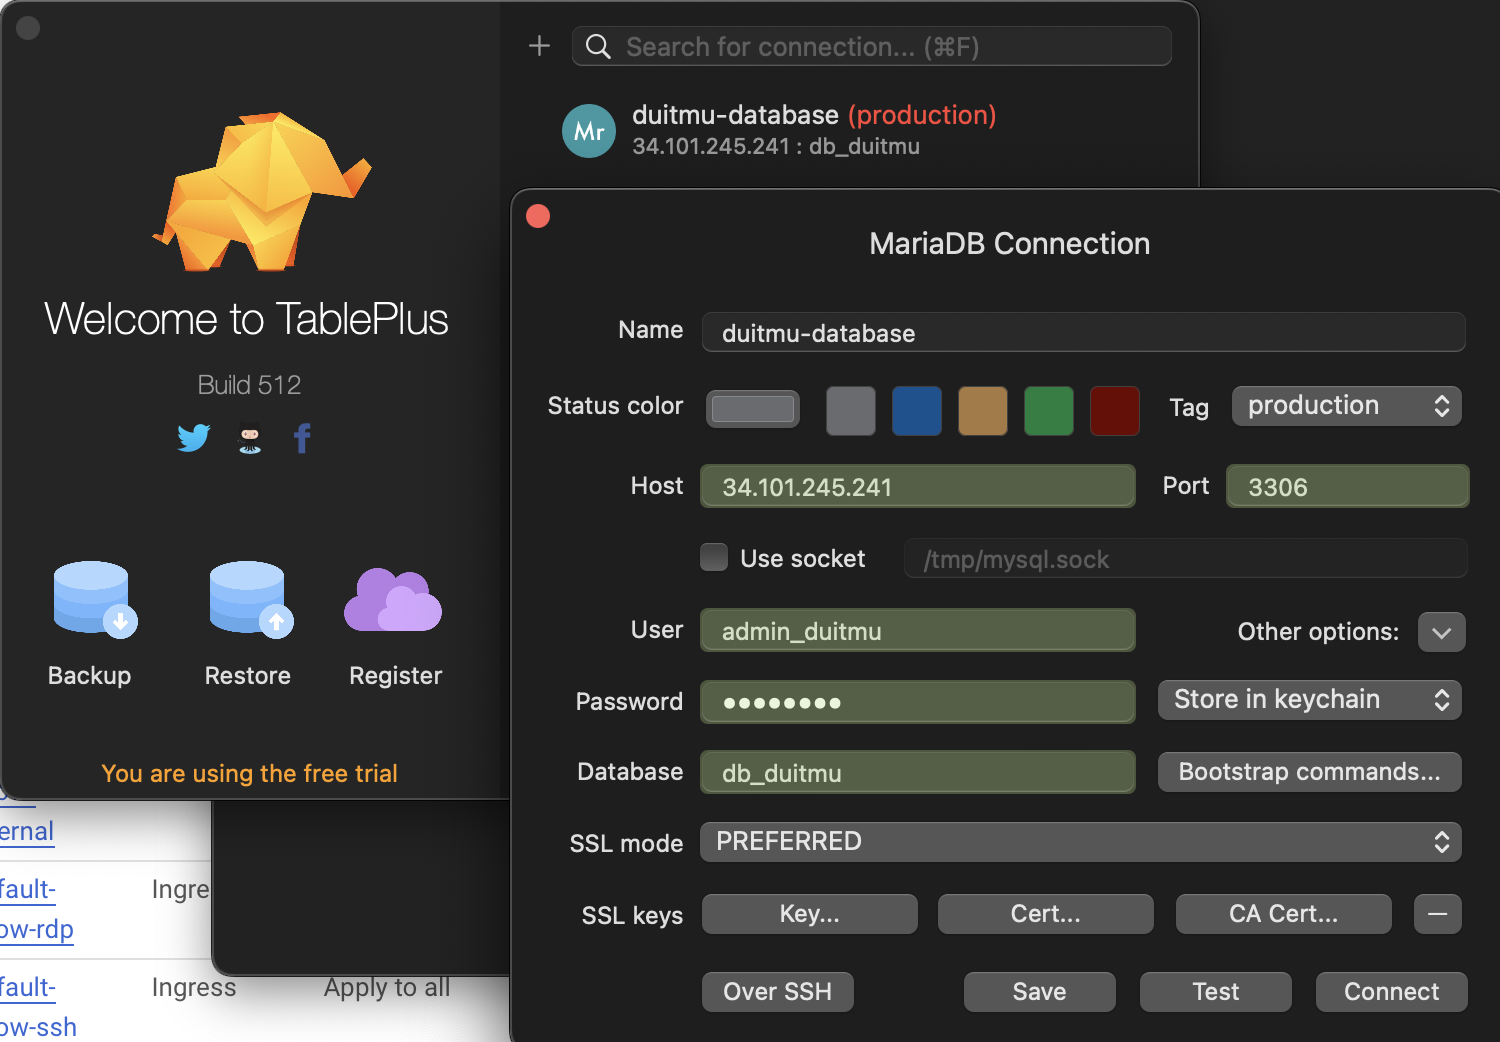 Search for connection... (⌘F)
Mr
duitmu-database (production)
34.101.245.241 : db_duitmu
Welcome to TablePlus
Build 512
Backup
Restore
Register
You are using the free trial
MariaDB Connection
Name
duitmu-database
Status color
Tag
production
Host
34.101.245.241
Port
3306
Use socket
/tmp/mysql.sock
User
admin_duitmu
Other options:
Password
••••••••
Store in keychain
Database
db_duitmu
Bootstrap commands...
SSL mode
PREFERRED
SSL keys
Key...
Cert...
CA Cert...
Over SSH
Save
Test
Connect
ernal
fault-
Ingre
ow-rdp
fault-
Ingress
Apply to all
ow-ssh